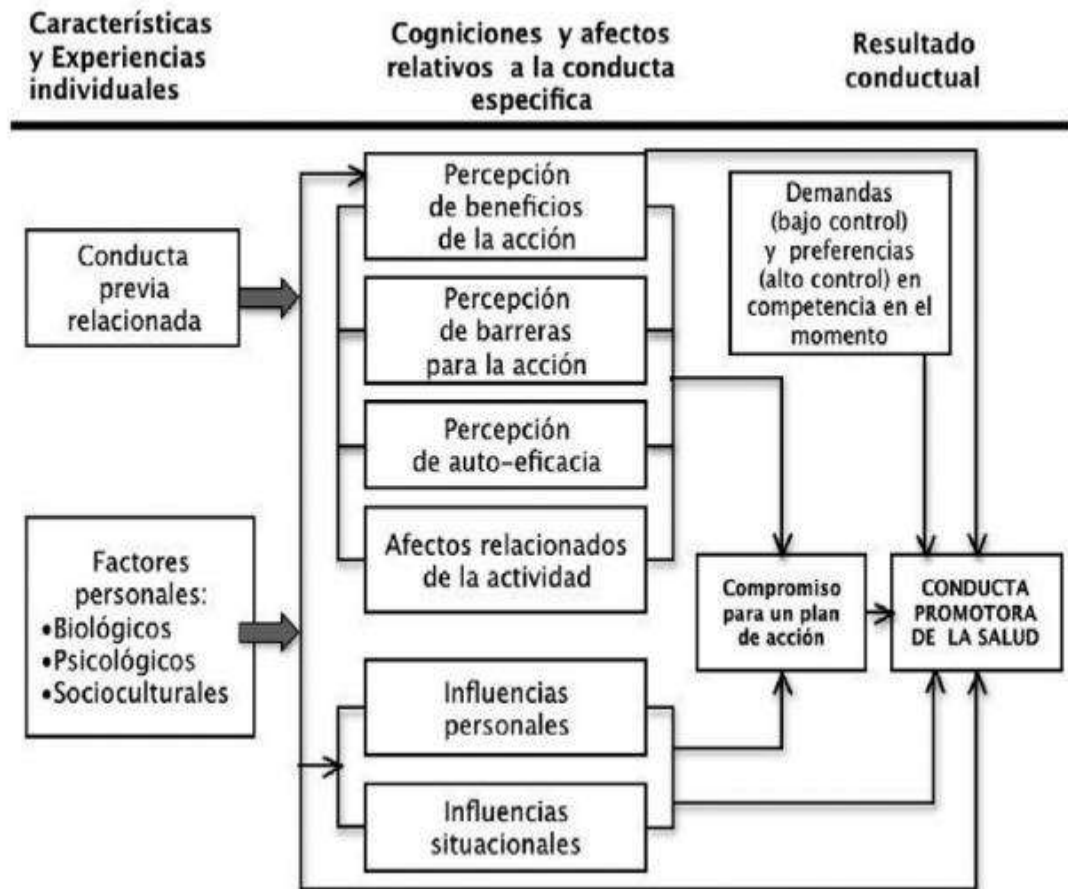 Características
y Experiencias
individuales
Cogniciones y afectos
relativos a la conducta
especifica
Resultado
conductual
Conducta
previa
relacionada
Factores
personales:
•Biológicos
•Psicológicos
•Socioculturales
Percepción
de beneficios
de la acción
Percepción
de barreras
para la acción
Percepción
de auto-eficacia
Afectos relacionados
de la actividad
Influencias
personales
Influencias
situacionales
Demandas
(bajo control)
y preferencias
(alto control) en
competencia en el
momento
Compromiso
para un plan
de acción
CONDUCTA
PROMOTORA
DE LA SALUD